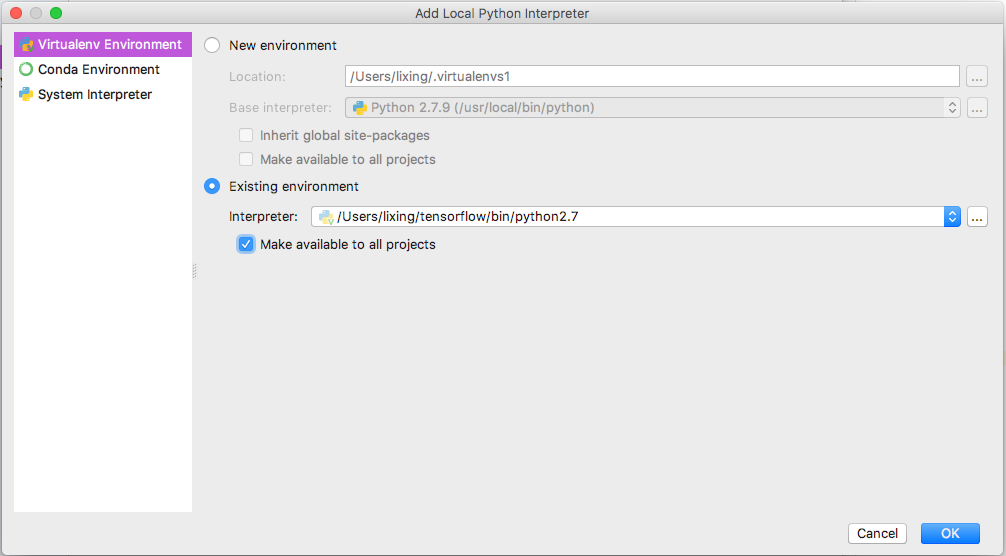 Add Local Python Interpreter
Virtualenv Environment
Conda Environment
System Interpreter
New environment
Location: /Users/lixing/.virtualenvs1 ...
Base interpreter: Python 2.7.9 (/usr/local/bin/python) ...
Inherit global site-packages
Make available to all projects
Existing environment
Interpreter: /Users/lixing/tensorflow/bin/python2.7 ...
Make available to all projects
Cancel OK